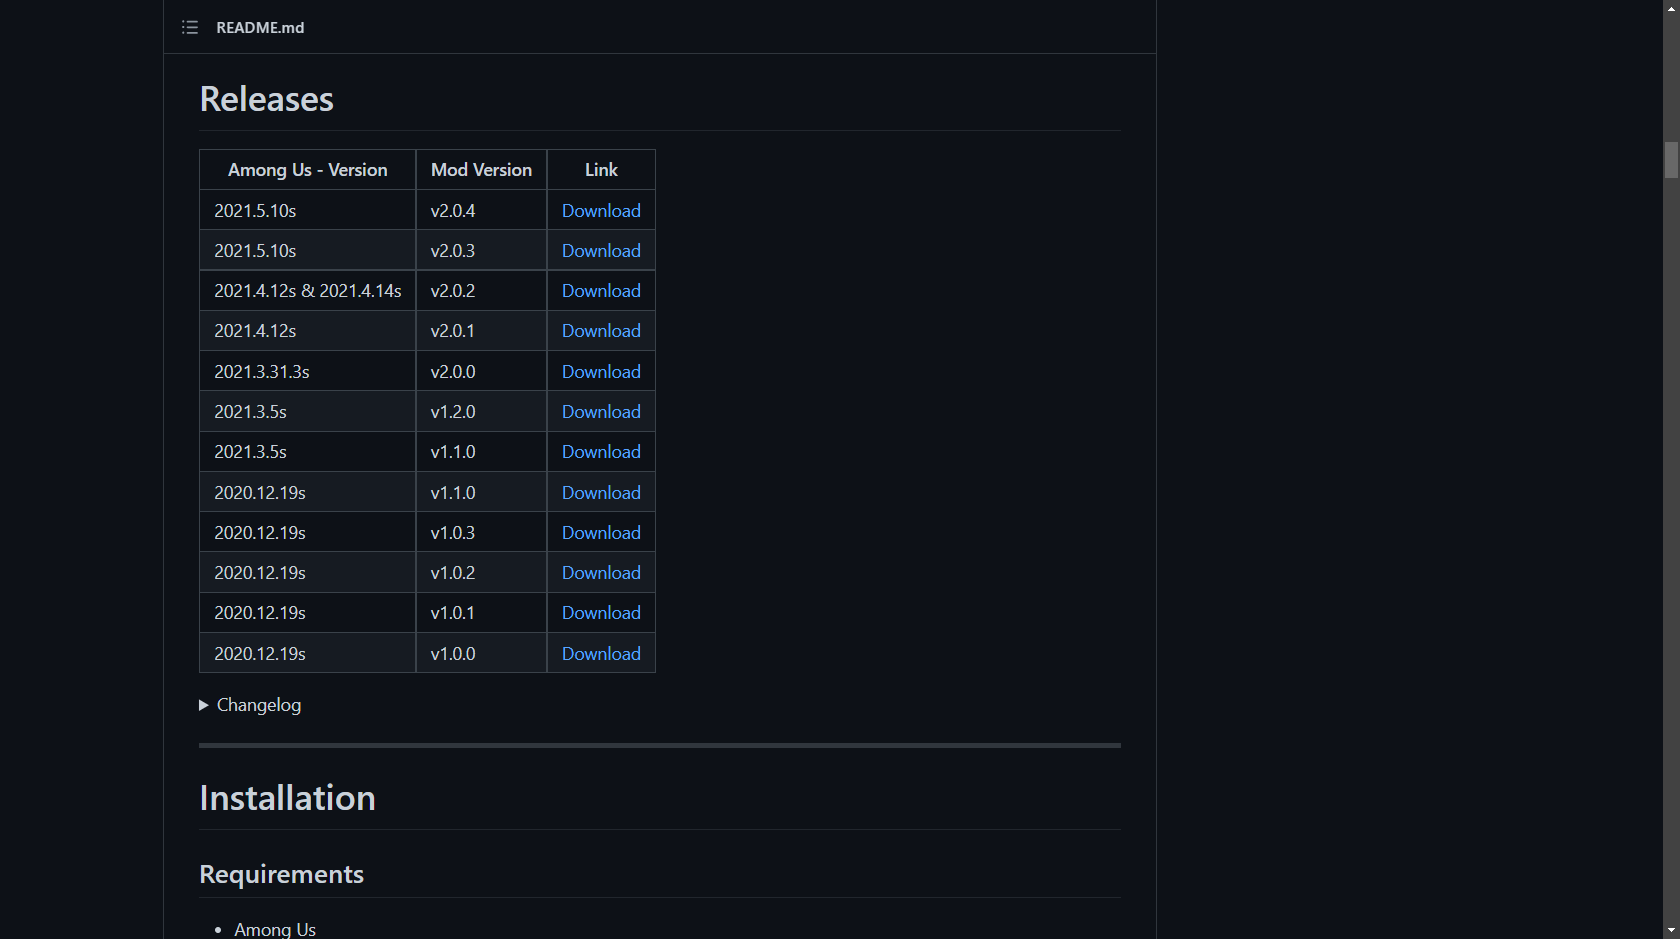 README.md
Releases
Among Us - Version Mod Version Link
2021.5.10s v2.0.4 Download
2021.5.10s v2.0.3 Download
2021.4.12s & 2021.4.14s v2.0.2 Download
2021.4.12s v2.0.1 Download
2021.3.31.3s v2.0.0 Download
2021.3.5s v1.2.0 Download
2021.3.5s v1.1.0 Download
2020.12.19s v1.1.0 Download
2020.12.19s v1.0.3 Download
2020.12.19s v1.0.2 Download
2020.12.19s v1.0.1 Download
2020.12.19s v1.0.0 Download
Changelog
Installation
Requirements
Among Us